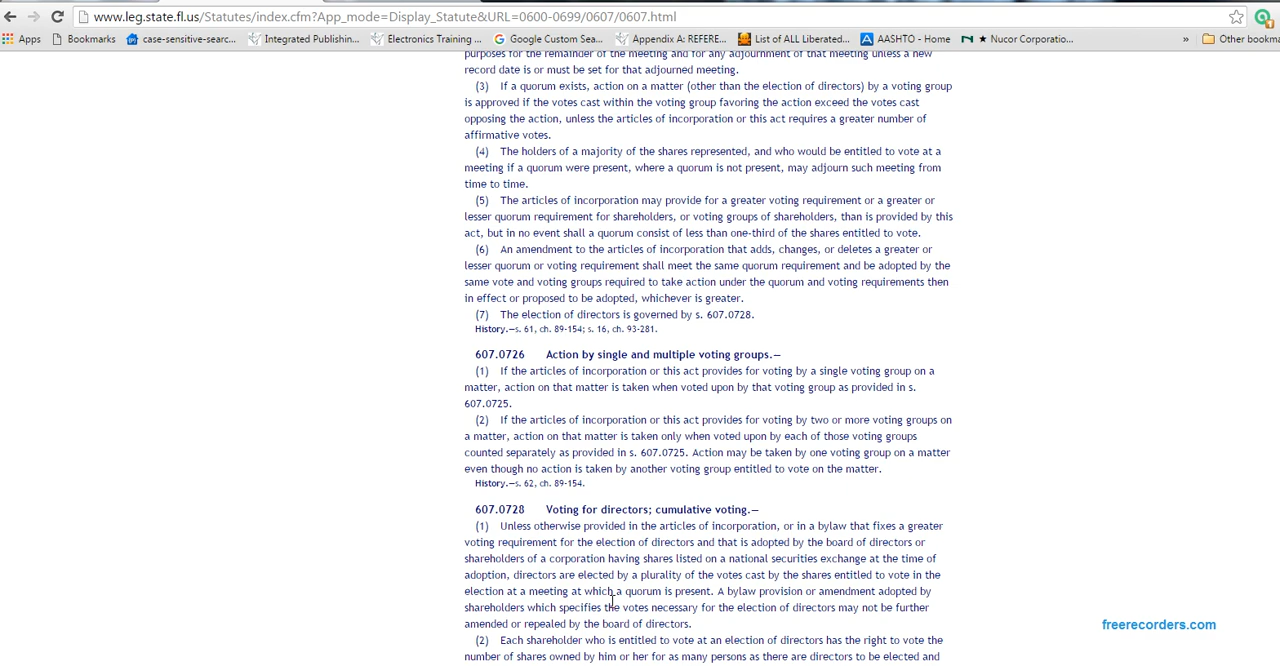 www.leg.state.fl.us/Statutes/index.cfm?App_mode=Display_Statute&URL=0600-0699/0607/0607.html
Apps Bookmarks case-sensitive-searc... Integrated Publishin... Electronics Training ... Google Custom Sea... Appendix A: REFERE... List of ALL Liberated... AASHTO - Home ★ Nucor Corporatio... » Other bookma
purposes for the remainder of the meeting and for any adjournment of that meeting unless a new
record date is or must be set for that adjourned meeting.
(3) If a quorum exists, action on a matter (other than the election of directors) by a voting group
is approved if the votes cast within the voting group favoring the action exceed the votes cast
opposing the action, unless the articles of incorporation or this act requires a greater number of
affirmative votes.
(4) The holders of a majority of the shares represented, and who would be entitled to vote at a
meeting if a quorum were present, where a quorum is not present, may adjourn such meeting from
time to time.
(5) The articles of incorporation may provide for a greater voting requirement or a greater or
lesser quorum requirement for shareholders, or voting groups of shareholders, than is provided by this
act, but in no event shall a quorum consist of less than one-third of the shares entitled to vote.
(6) An amendment to the articles of incorporation that adds, changes, or deletes a greater or
lesser quorum or voting requirement shall meet the same quorum requirement and be adopted by the
same vote and voting groups required to take action under the quorum and voting requirements then
in effect or proposed to be adopted, whichever is greater.
(7) The election of directors is governed by s. 607.0728.
History.—s. 61, ch. 89-154; s. 16, ch. 93-281.
607.0726 Action by single and multiple voting groups.—
(1) If the articles of incorporation or this act provides for voting by a single voting group on a
matter, action on that matter is taken when voted upon by that voting group as provided in s.
607.0725.
(2) If the articles of incorporation or this act provides for voting by two or more voting groups on
a matter, action on that matter is taken only when voted upon by each of those voting groups
counted separately as provided in s. 607.0725. Action may be taken by one voting group on a matter
even though no action is taken by another voting group entitled to vote on the matter.
History.—s. 62, ch. 89-154.
607.0728 Voting for directors; cumulative voting.—
(1) Unless otherwise provided in the articles of incorporation, or in a bylaw that fixes a greater
voting requirement for the election of directors and that is adopted by the board of directors or
shareholders of a corporation having shares listed on a national securities exchange at the time of
adoption, directors are elected by a plurality of the votes cast by the shares entitled to vote in the
election at a meeting at which a quorum is present. A bylaw provision or amendment adopted by
shareholders which specifies the votes necessary for the election of directors may not be further
amended or repealed by the board of directors.
freerecorders.com
(2) Each shareholder who is entitled to vote at an election of directors has the right to vote the
number of shares owned by him or her for as many persons as there are directors to be elected and